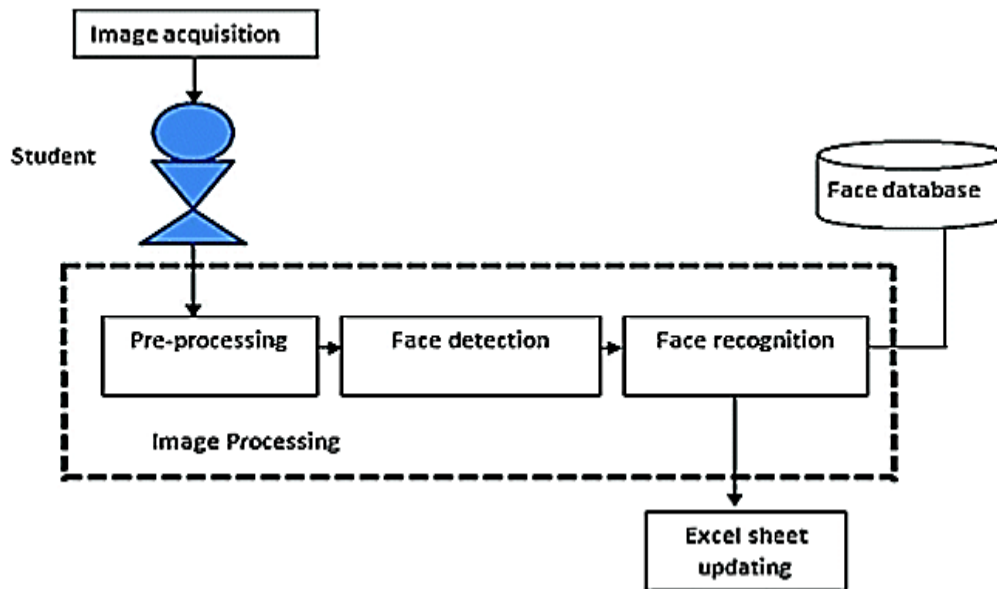 Image acquisition
Student
Face database
Pre-processing
Face detection
Face recognition
Image Processing
Excel sheet
updating